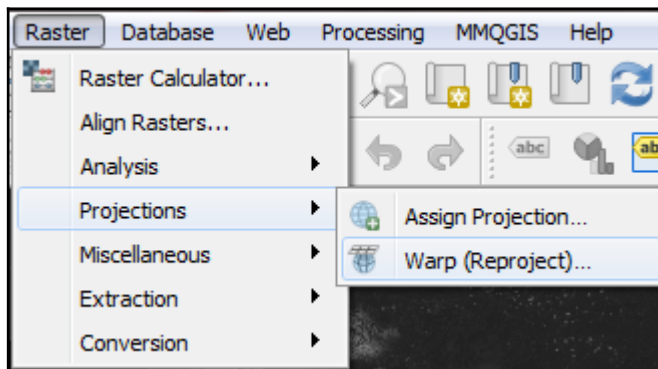 Raster Database Web Processing MMQGIS Help
Raster Calculator...
Align Rasters...
abc ab
Analysis
Projections
Assign Projection...
Miscellaneous
Warp (Reproject)...
Extraction
Conversion